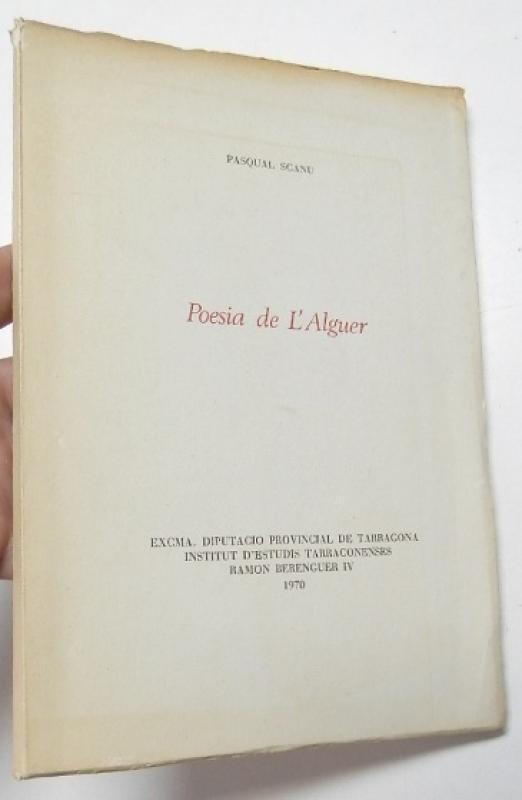 PASQUAL SCANU
Poesia de L'Alguer
EXCMA. DIPUTACIO PROVINCIAL DE TARRAGONA
INSTITUT D'ESTUDIS TARRACONENSES
RAMON BERENGUER IV
1970